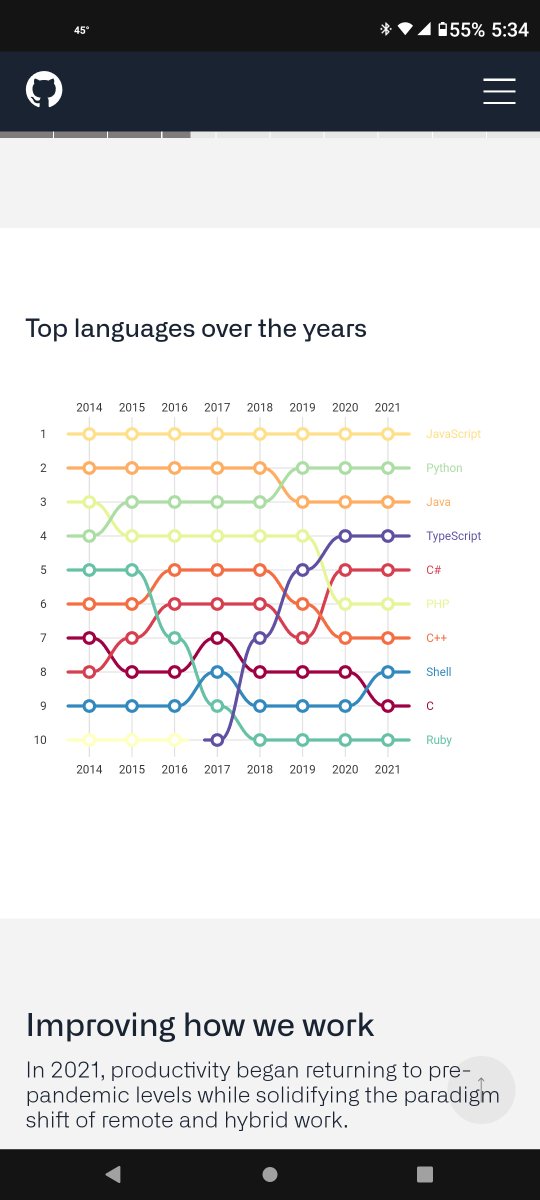 45° 55% 5:34
Top languages over the years
2014 2015 2016 2017 2018 2019 2020 2021
1 JavaScript
2 Python
3 Java
4 TypeScript
5 C#
6 PHP
7 C++
8 Shell
9 C
10 Ruby
2014 2015 2016 2017 2018 2019 2020 2021
Improving how we work
In 2021, productivity began returning to pre-
pandemic levels while solidifying the paradigm
shift of remote and hybrid work.